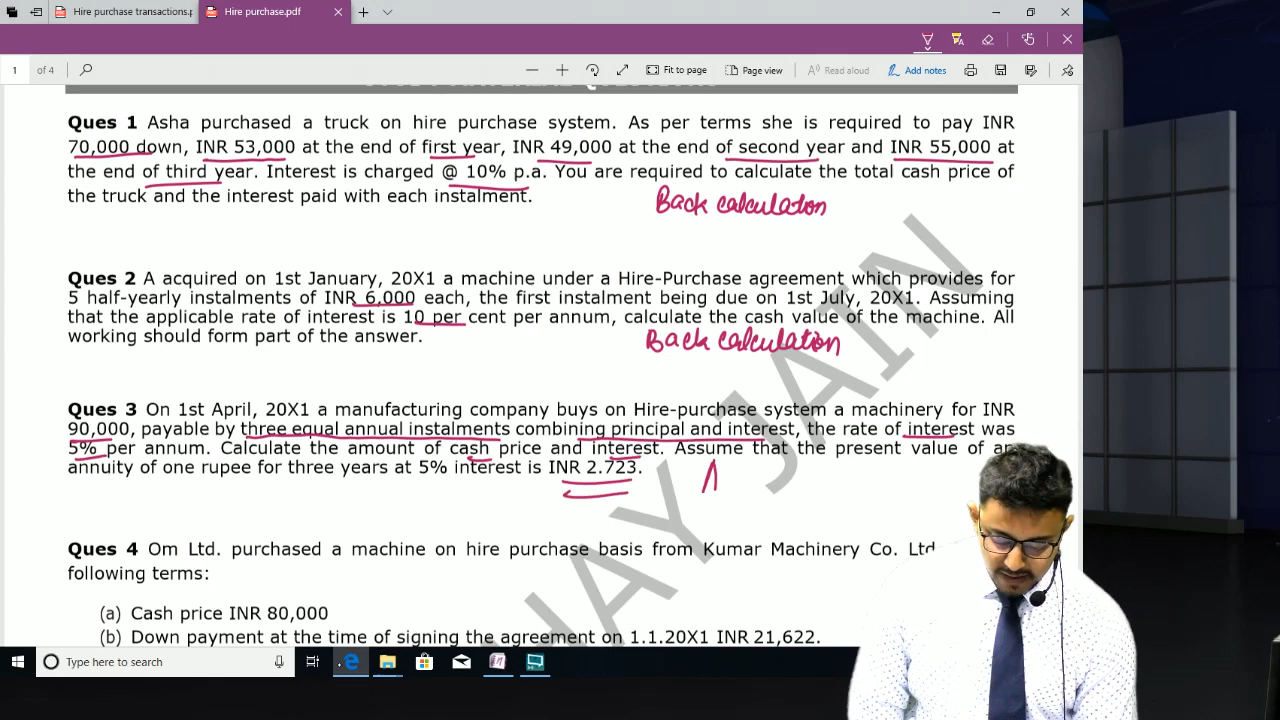 Hire purchase transactions.p
Hire purchase.pdf
1 of 4
Fit to page
Page view
Read aloud
Add notes
Ques 1 Asha purchased a truck on hire purchase system. As per terms she is required to pay INR
70,000 down, INR 53,000 at the end of first year, INR 49,000 at the end of second year and INR 55,000 at
the end of third year. Interest is charged @ 10% p.a. You are required to calculate the total cash price of
the truck and the interest paid with each instalment.
Back calculation
Ques 2 A acquired on 1st January, 20X1 a machine under a Hire-Purchase agreement which provides for
5 half-yearly instalments of INR 6,000 each, the first instalment being due on 1st July, 20X1. Assuming
that the applicable rate of interest is 10 per cent per annum, calculate the cash value of the machine. All
working should form part of the answer.
Back calculation
Ques 3 On 1st April, 20X1 a manufacturing company buys on Hire-purchase system a machinery for INR
90,000, payable by three equal annual instalments combining principal and interest, the rate of interest was
5% per annum. Calculate the amount of cash price and interest. Assume that the present value of an
annuity of one rupee for three years at 5% interest is INR 2.723.
Ques 4 Om Ltd. purchased a machine on hire purchase basis from Kumar Machinery Co. Ltd
following terms:
(a) Cash price INR 80,000
(b) Down payment at the time of signing the agreement on 1.1.20X1 INR 21,622.
JAY JAIN
Type here to search